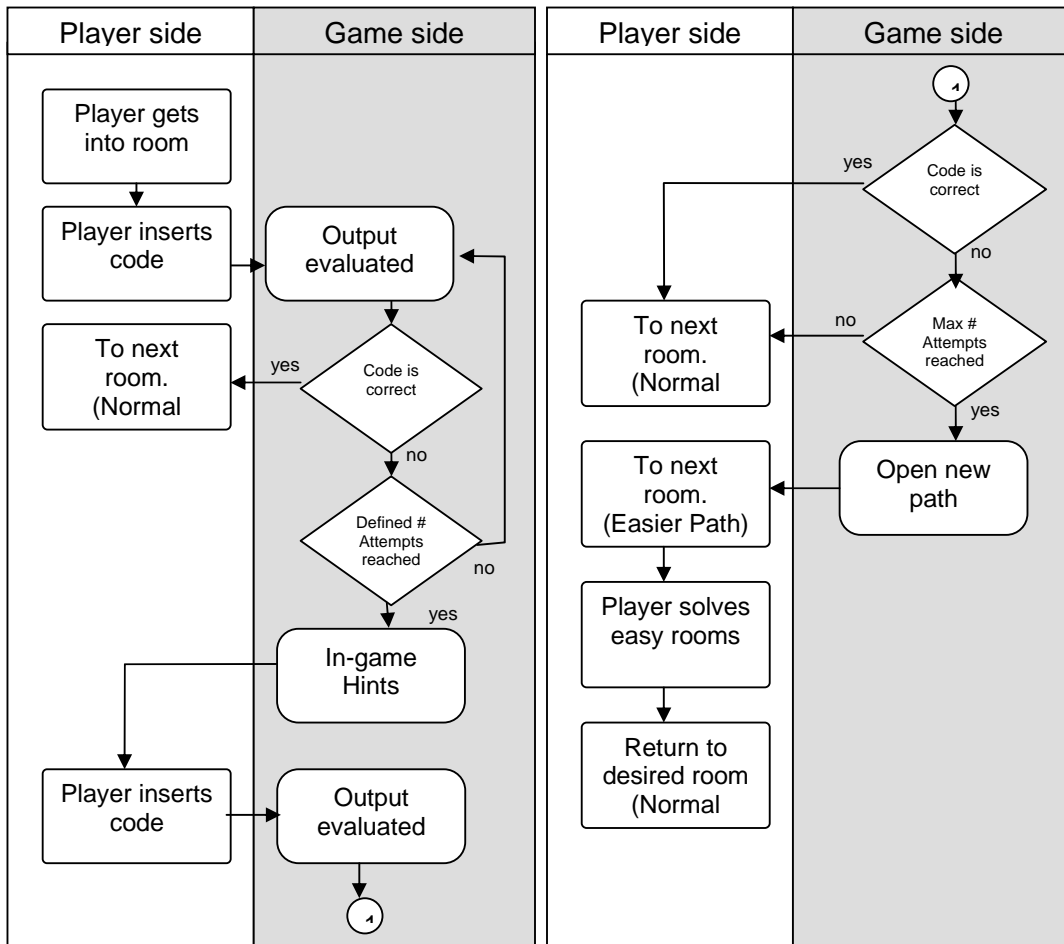 Player side
Game side
Player gets
into room
Player inserts
code
Output
evaluated
To next
room.
(Normal
yes
Code is
correct
no
Defined #
Attempts
reached
no
yes
In-game
Hints
Player inserts
code
Output
evaluated
1
Player side
Game side
1
yes
Code is
correct
no
To next
room.
(Normal
no
Max #
Attempts
reached
yes
To next
room.
(Easier Path)
Open new
path
Player solves
easy rooms
Return to
desired room
(Normal